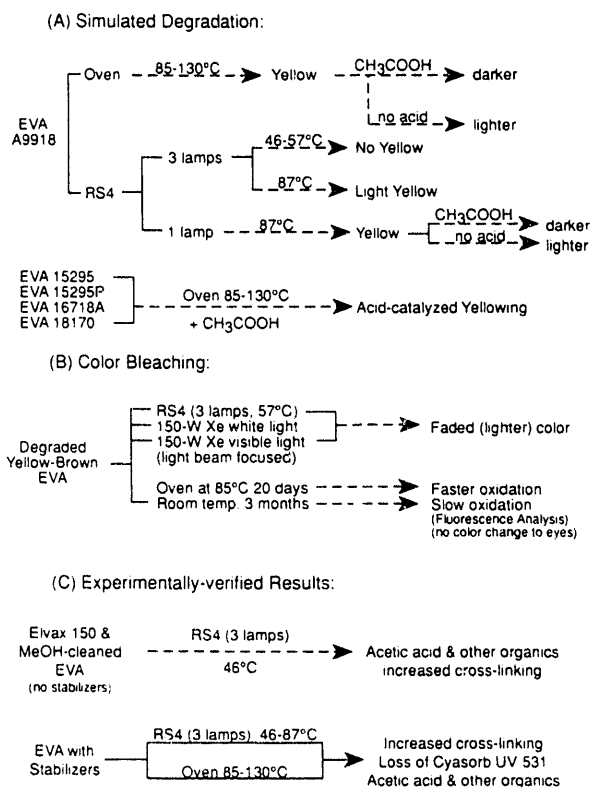 (A) Simulated Degradation:
Oven 85-130°C Yellow CH3COOH darker
no acid lighter
EVA
A9918
3 lamps 46-57°C No Yellow
87°C Light Yellow
RS4
1 lamp 87°C Yellow CH3COOH darker
no acid lighter
EVA 15295
EVA 15295P
EVA 16718A
EVA 18170
Oven 85-130°C
+ CH3COOH
Acid-catalyzed Yellowing
(B) Color Bleaching:
Degraded
Yellow-Brown
EVA
RS4 (3 lamps, 57°C)
150-W Xe white light
150-W Xe visible light
(light beam focused)
Faded (lighter) color
Oven at 85°C 20 days Faster oxidation
Room temp. 3 months Slow oxidation
(Fluorescence Analysis)
(no color change to eyes)
(C) Experimentally-verified Results:
Elvax 150 &
MeOH-cleaned
EVA
(no stabilizers)
RS4 (3 lamps)
46°C
Acetic acid & other organics
increased cross-linking
EVA with
Stabilizers
RS4 (3 lamps) 46-87°C
Oven 85-130°C
Increased cross-linking
Loss of Cyasorb UV 531
Acetic acid & other organics